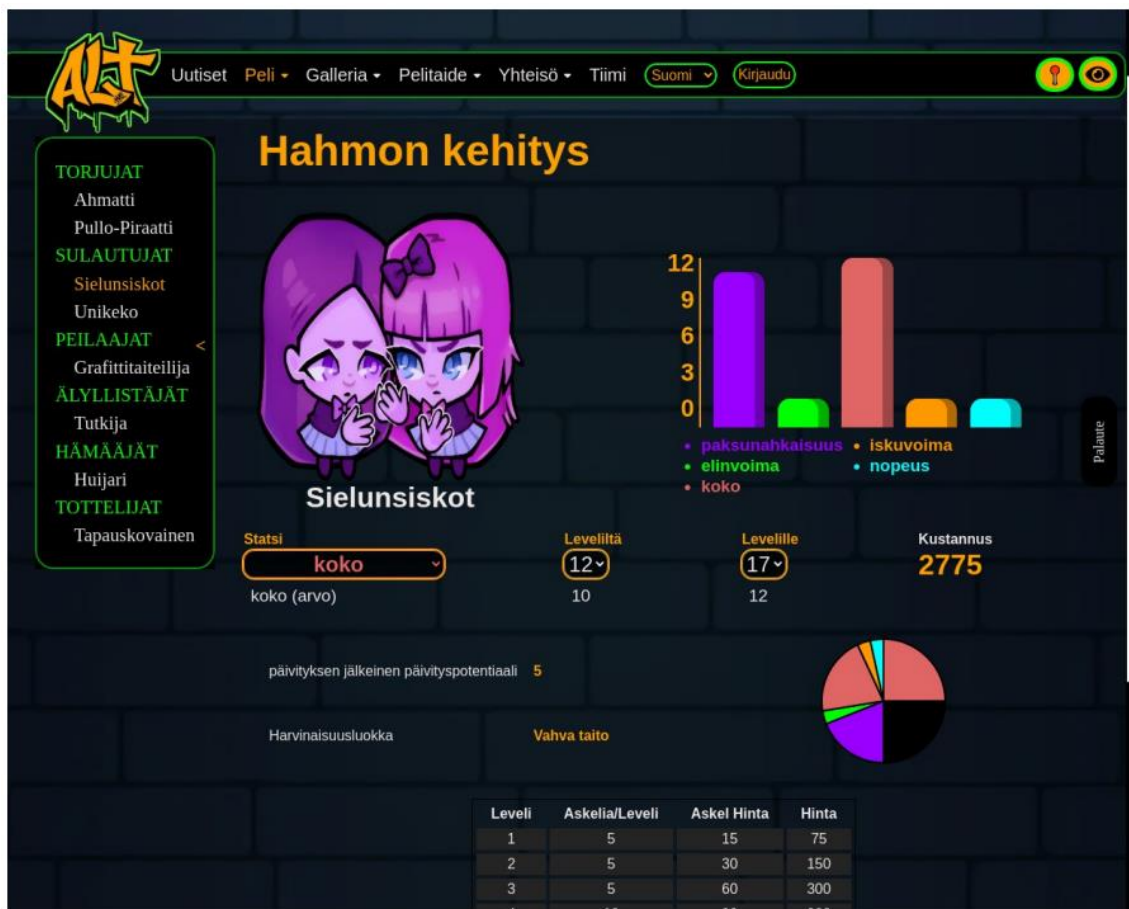 ALT
Uutiset Peli Galleria Pelitaide Yhteisö Tiimi Suomi Kirjaudu
TORJUJAT
Ahmatti
Pullo-Piraatti
SULAUTUJAT
Sielunsiskot
Unikeko
PEILAAJAT <
Grafittitaiteilija
ÄLYLLISTÄJÄT
Tutkija
HÄMÄÄJÄT
Huijari
TOTTELIJAT
Tapauskovainen
Hahmon kehitys
Sielunsiskot
12
9
6
3
0
• paksunahkaisuus • iskuvoima
• elinvoima • nopeus
• koko
Palaute
Statsi Leveliltä Levelille Kustannus
koko 12 17 2775
koko (arvo) 10 12
päivityksen jälkeinen päivityspotentiaali 5
Harvinaisuusluokka Vahva taito
Leveli Askelia/Leveli Askel Hinta Hinta
1 5 15 75
2 5 30 150
3 5 60 300